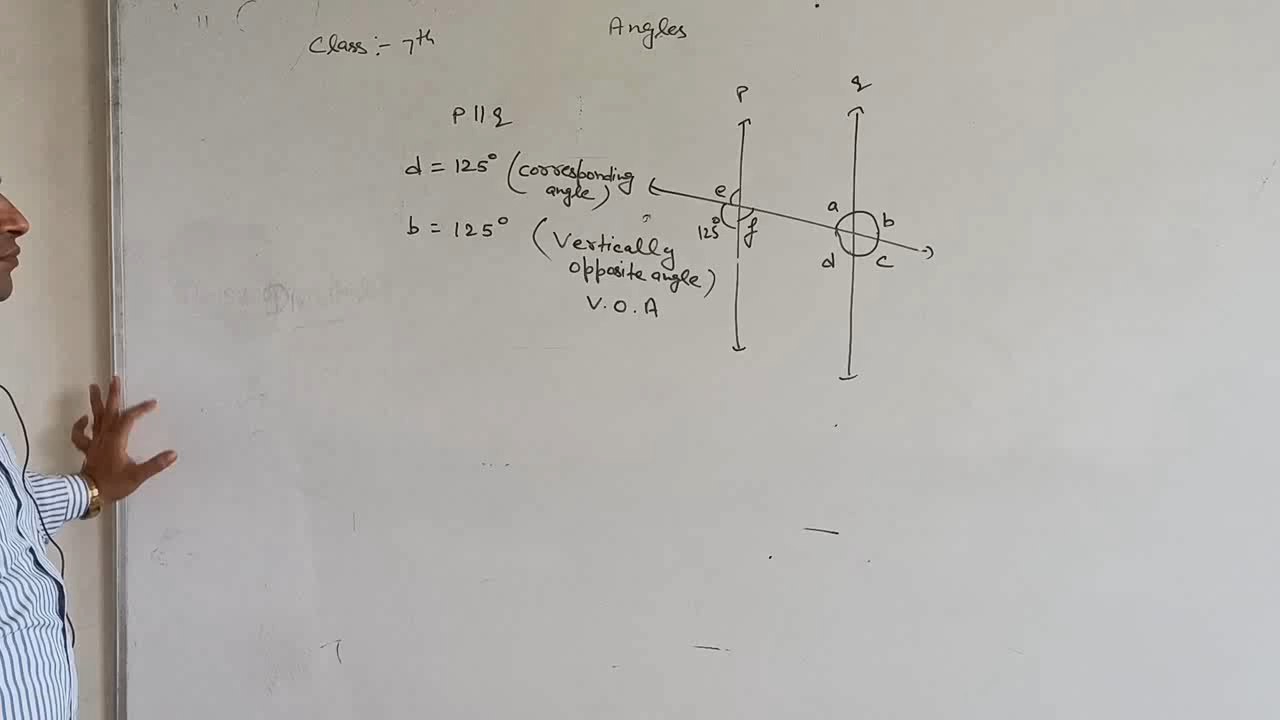 Class:- 7th
Angles
P || q
d = 125° (corresponding
angle)
b = 125° (Vertically
opposite angle)
V.O.A
P
q
e
125°
f
a
b
d
c